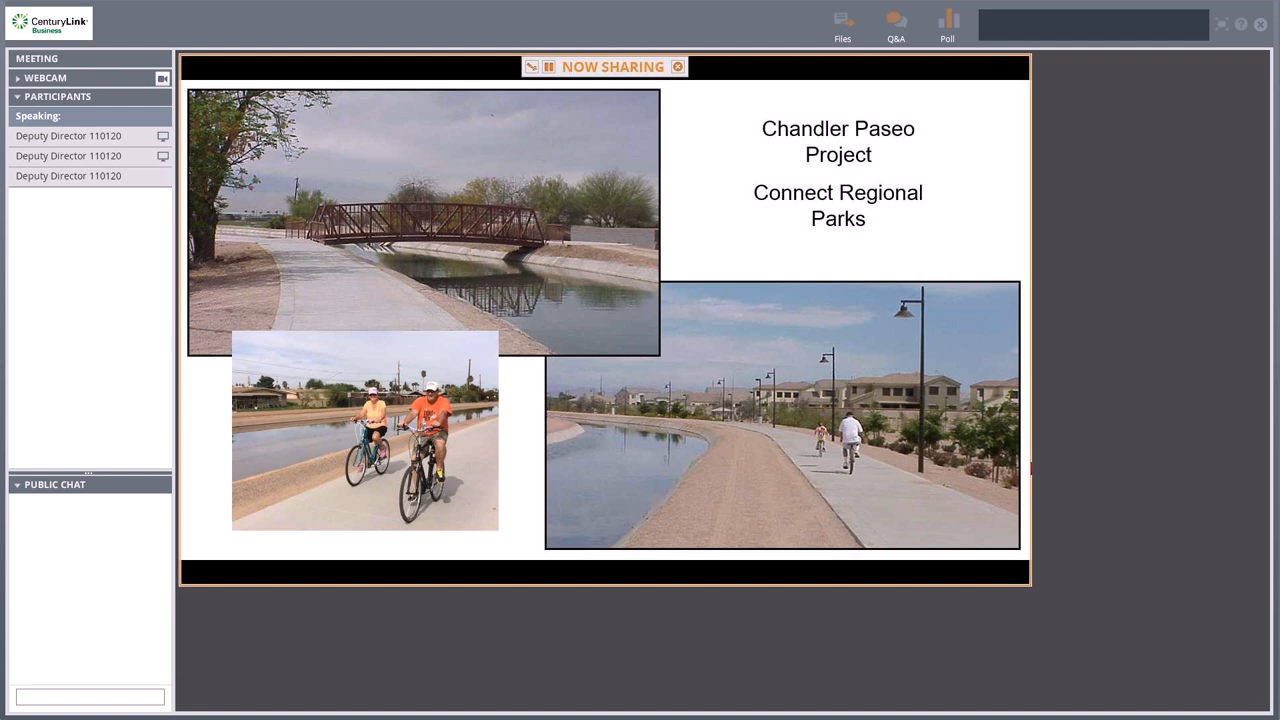 CenturyLink
Business
Files
Q&A
Poll
MEETING
WEBCAM
PARTICIPANTS
Speaking:
Deputy Director 110120
Deputy Director 110120
Deputy Director 110120
PUBLIC CHAT
NOW SHARING
Chandler Paseo
Project
Connect Regional
Parks